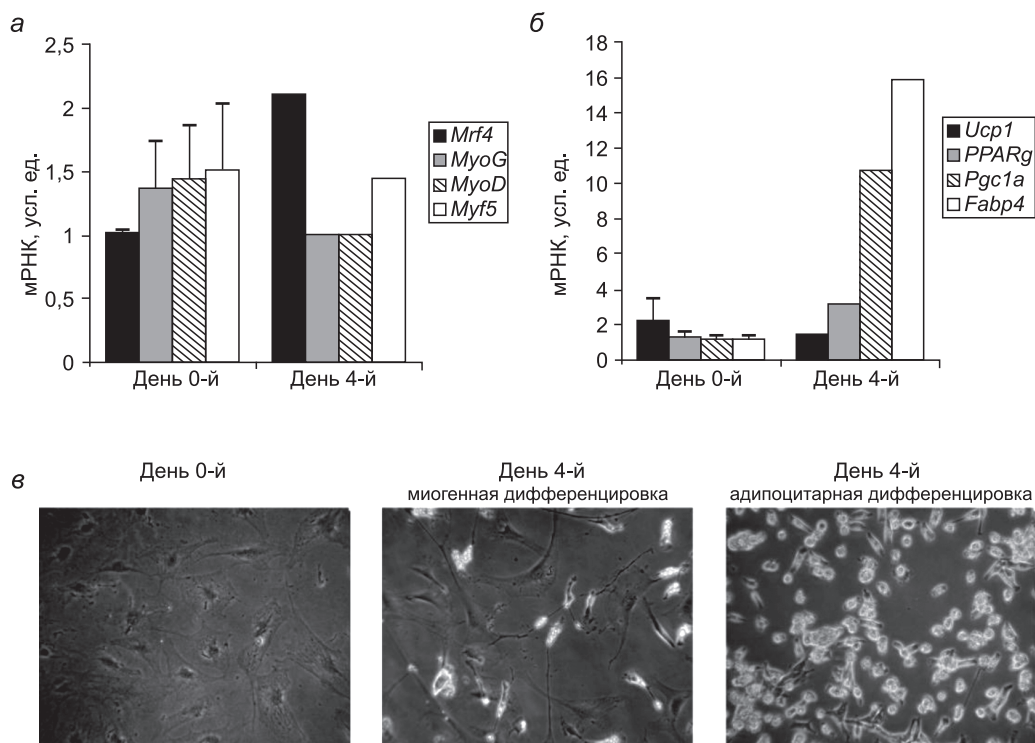 а
2,5
2
1,5
1
0,5
0
мРНК, усл. ед.
День 0-й
День 4-й
Mrf4
MyoG
MyoD
Myf5
б
18
16
14
12
10
8
6
4
2
0
мРНК, усл. ед.
День 0-й
День 4-й
Ucp1
PPARg
Pgc1a
Fabp4
в
День 0-й
День 4-й
миогенная дифференцировка
День 4-й
адипоцитарная дифференцировка